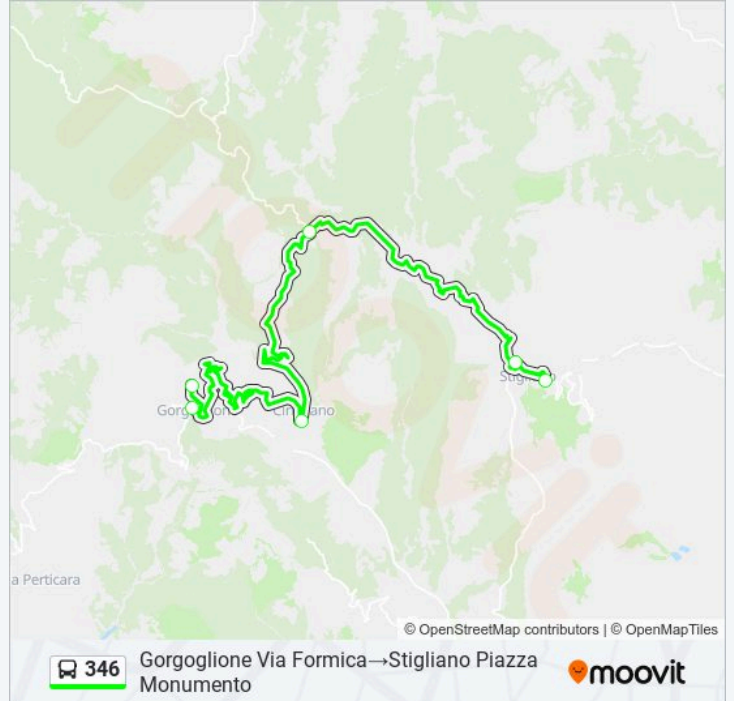 Stigliano
Gorgoglione
Cirigliano
a Perticara
© OpenStreetMap contributors | © OpenMapTiles
346
Gorgoglione Via Formica→Stigliano Piazza
Monumento
moovit